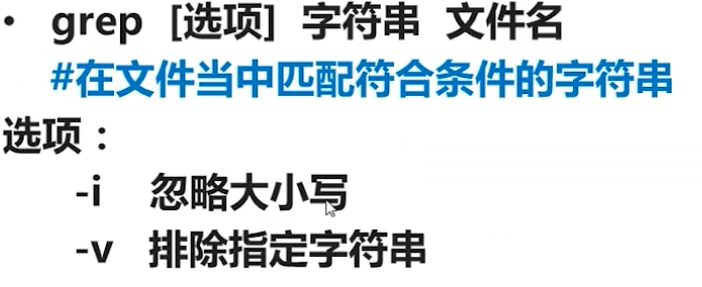 • grep [选项] 字符串 文件名
#在文件当中匹配符合条件的字符串
选项：
-i 忽略大小写
-v 排除指定字符串